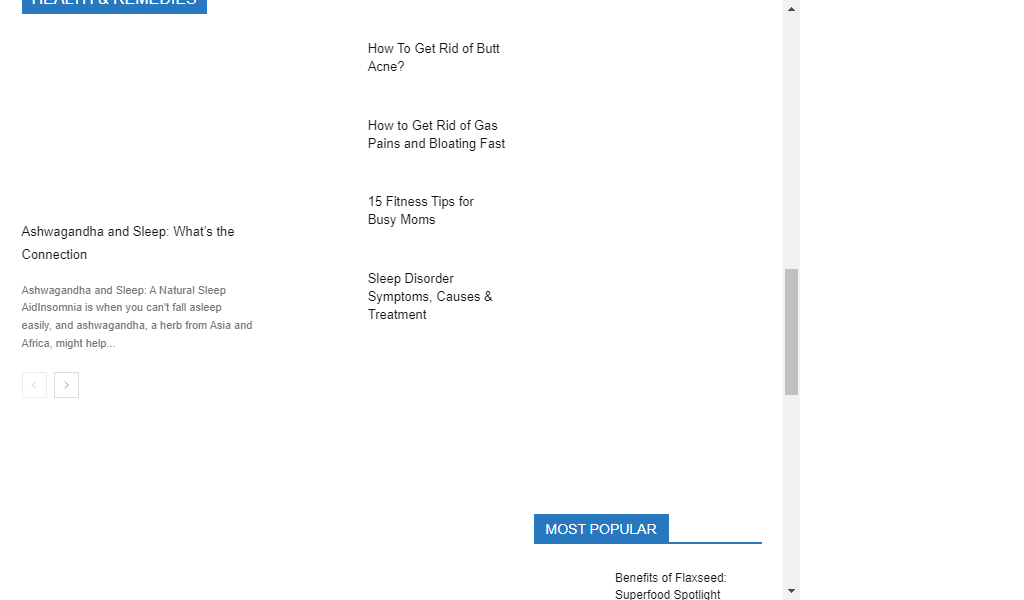 HEALTH & REMEDIES
How To Get Rid of Butt
Acne?
How to Get Rid of Gas
Pains and Bloating Fast
15 Fitness Tips for
Busy Moms
Sleep Disorder
Symptoms, Causes &
Treatment
Ashwagandha and Sleep: What’s the
Connection
Ashwagandha and Sleep: A Natural Sleep
AidInsomnia is when you can't fall asleep
easily, and ashwagandha, a herb from Asia and
Africa, might help...
MOST POPULAR
Benefits of Flaxseed:
Superfood Spotlight